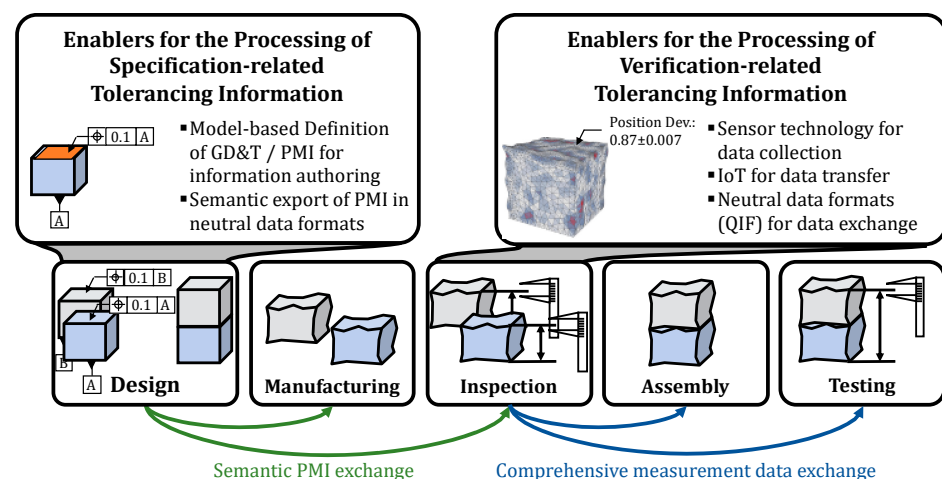 Enablers for the Processing of
Specification-related
Tolerancing Information
⌖ 0.1 A
A
▪Model-based Definition
of GD&T / PMI for
information authoring
▪Semantic export of PMI in
neutral data formats
Enablers for the Processing of
Verification-related
Tolerancing Information
Position Dev.:
0.87±0.007
▪Sensor technology for
data collection
▪IoT for data transfer
▪Neutral data formats
(QIF) for data exchange
⌖ 0.1 B
⌖ 0.1 A
B
A
Design
Manufacturing
Inspection
Assembly
Testing
Semantic PMI exchange
Comprehensive measurement data exchange